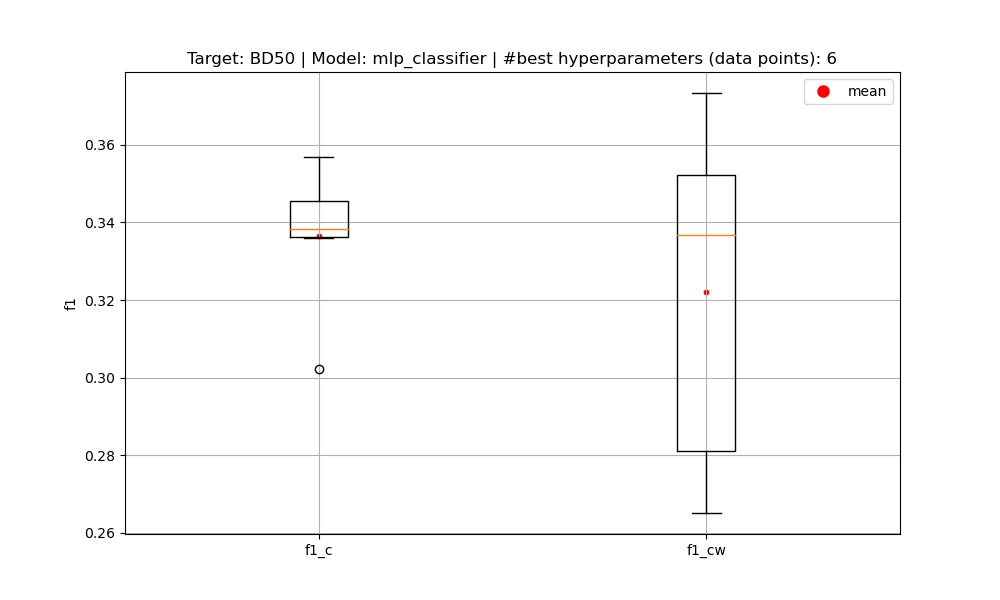 Target: BD50 | Model: mlp_classifier | #best hyperparameters (data points): 6
mean
0.36
0.34
0.32
0.30
0.28
0.26
f1
f1_c
f1_cw